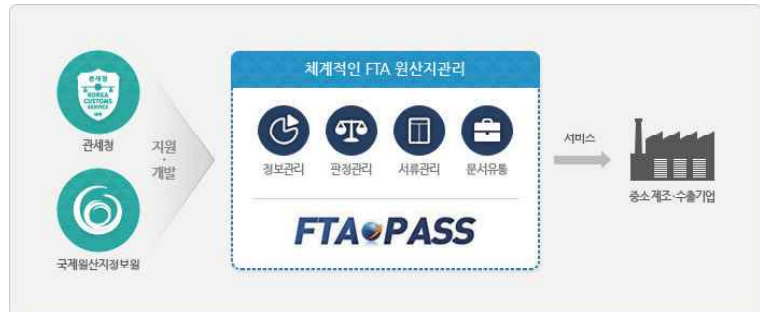 관세청
KOREA
CUSTOMS
SERVICE
관세청
국제원산지정보원
지원
·
개발
체계적인 FTA 원산지관리
정보관리
판정관리
서류관리
문서유통
FTA PASS
서비스
중소 제조·수출기업